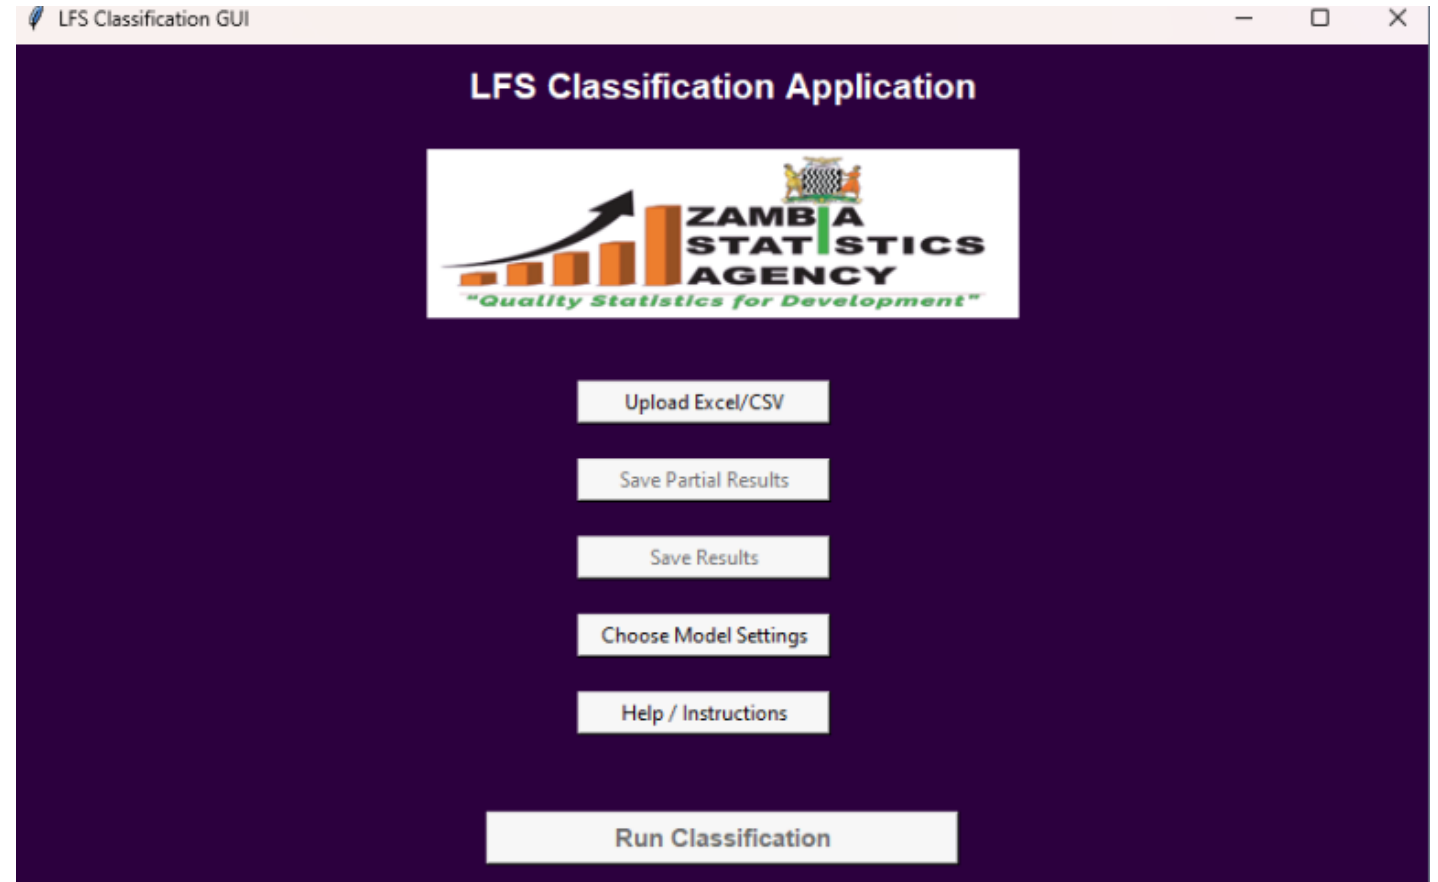 LFS Classification GUI
LFS Classification Application
ZAMBIA
STATISTICS
AGENCY
"Quality Statistics for Development"
Upload Excel/CSV
Save Partial Results
Save Results
Choose Model Settings
Help / Instructions
Run Classification